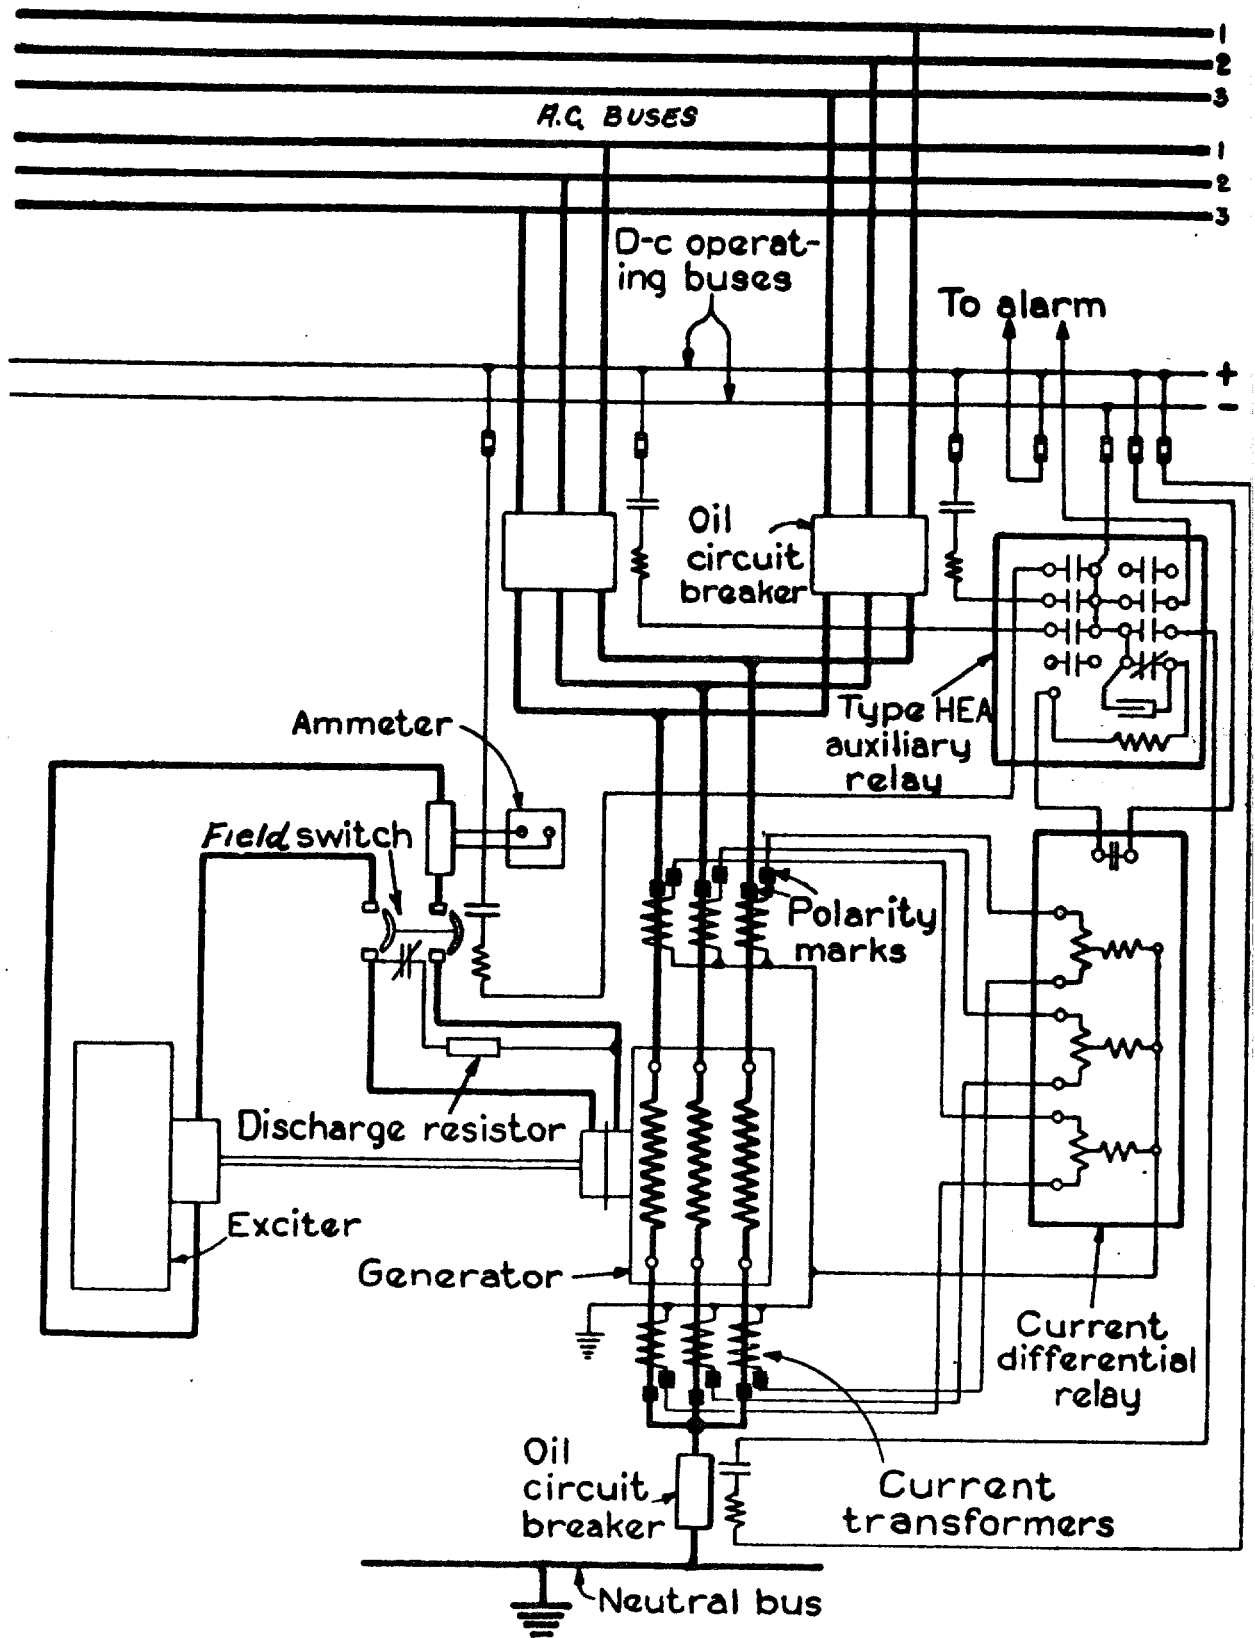 1
2
3
A.C. BUSES
1
2
3
D-c operat-
ing buses
To alarm
+
-
Oil
circuit
breaker
Type HEA
auxiliary
relay
Ammeter
Field switch
Polarity
marks
Discharge resistor
Exciter
Generator
Current
differential
relay
Oil
circuit
breaker
Current
transformers
Neutral bus